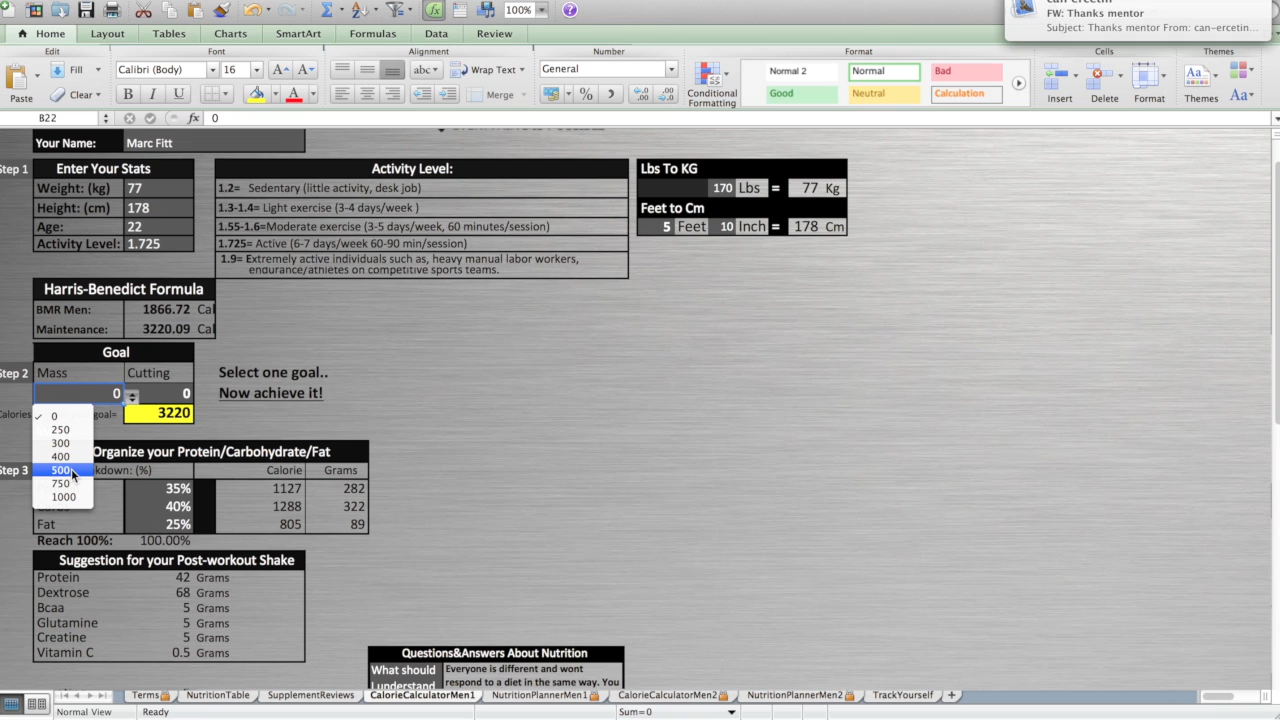 100%
can-ercetin
FW: Thanks mentor
Subject: Thanks mentor From: can-ercetin...
Home Layout Tables Charts SmartArt Formulas Data Review
Edit Font Alignment Number Format Cells Themes
Paste Fill Clear Calibri (Body) 16 A A abc Wrap Text Merge General Conditional Formatting Normal 2 Normal Bad Good Neutral Calculation Insert Delete Format Themes Aa
B I U A %
B22 fx 0
Your Name: Marc Fitt
Step 1 Enter Your Stats Activity Level: Lbs To KG
Weight: (kg) 77 1.2= Sedentary (little activity, desk job) 170 Lbs = 77 Kg
Height: (cm) 178 1.3-1.4= Light exercise (3-4 days/week ) Feet to Cm
Age: 22 1.55-1.6=Moderate exercise (3-5 days/week, 60 minutes/session) 5 Feet 10 Inch = 178 Cm
Activity Level: 1.725 1.725= Active (6-7 days/week 60-90 min/session)
1.9= Extremely active individuals such as, heavy manual labor workers,
endurance/athletes on competitive sports teams.
Harris-Benedict Formula
BMR Men: 1866.72 Cal
Maintenance: 3220.09 Cal
Goal
Step 2 Mass Cutting Select one goal..
0 0 Now achieve it!
Calories goal= 3220
0
250
300
400
500
750
1000
Organize your Protein/Carbohydrate/Fat
Step 3 kdown: (%) Calorie Grams
35% 1127 282
40% 1288 322
Fat 25% 805 89
Reach 100%: 100.00%
Suggestion for your Post-workout Shake
Protein 42 Grams
Dextrose 68 Grams
Bcaa 5 Grams
Glutamine 5 Grams
Creatine 5 Grams
Vitamin C 0.5 Grams
Questions&Answers About Nutrition
What should Everyone is different and wont
I understand respond to a diet in the same way. You
Terms NutritionTable SupplementReviews CalorieCalculatorMen1 NutritionPlannerMen1 CalorieCalculatorMen2 NutritionPlannerMen2 TrackYourself
Normal View Ready Sum=0